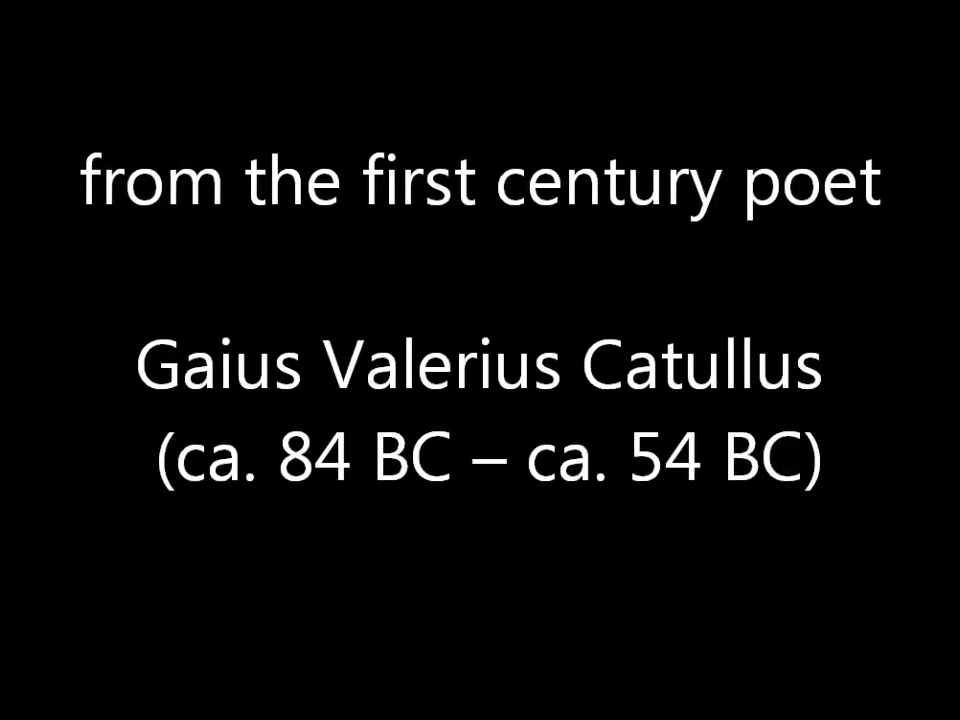 from the first century poet
Gaius Valerius Catullus
(ca. 84 BC – ca. 54 BC)